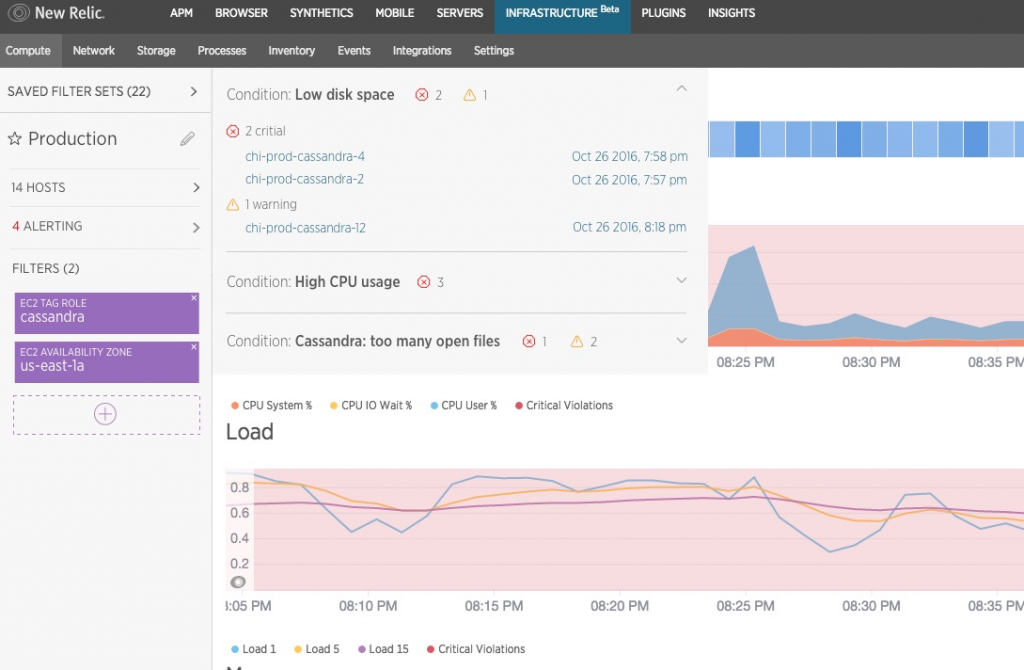 New Relic.
APM BROWSER SYNTHETICS MOBILE SERVERS INFRASTRUCTURE Beta PLUGINS INSIGHTS
Compute Network Storage Processes Inventory Events Integrations Settings
SAVED FILTER SETS (22)
Production
14 HOSTS
4 ALERTING
FILTERS (2)
EC2 TAG ROLE
cassandra
EC2 AVAILABILITY ZONE
us-east-1a
Condition: Low disk space 2 1
2 critial
chi-prod-cassandra-4 Oct 26 2016, 7:58 pm
chi-prod-cassandra-2 Oct 26 2016, 7:57 pm
1 warning
chi-prod-cassandra-12 Oct 26 2016, 8:18 pm
Condition: High CPU usage 3
Condition: Cassandra: too many open files 1 2
08:25 PM 08:30 PM 08:35 PM
CPU System % CPU IO Wait % CPU User % Critical Violations
Load
0.8
0.6
0.4
0.2
8:05 PM 08:10 PM 08:15 PM 08:20 PM 08:25 PM 08:30 PM 08:35 PM
Load 1 Load 5 Load 15 Critical Violations